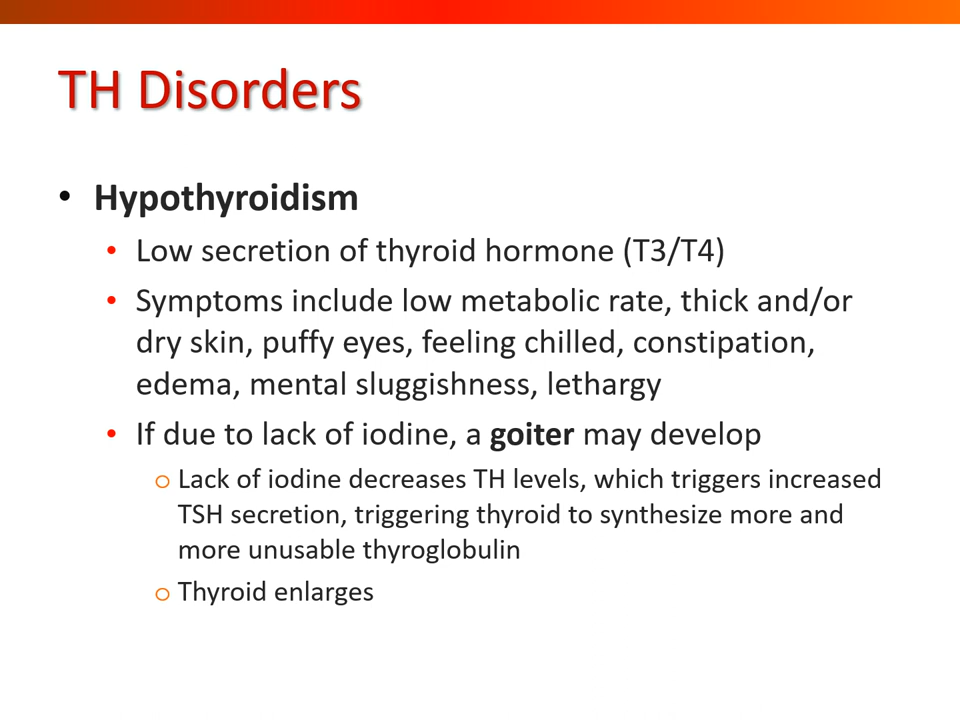 TH Disorders
• Hypothyroidism
• Low secretion of thyroid hormone (T3/T4)
• Symptoms include low metabolic rate, thick and/or
dry skin, puffy eyes, feeling chilled, constipation,
edema, mental sluggishness, lethargy
• If due to lack of iodine, a goiter may develop
o Lack of iodine decreases TH levels, which triggers increased
TSH secretion, triggering thyroid to synthesize more and
more unusable thyroglobulin
o Thyroid enlarges